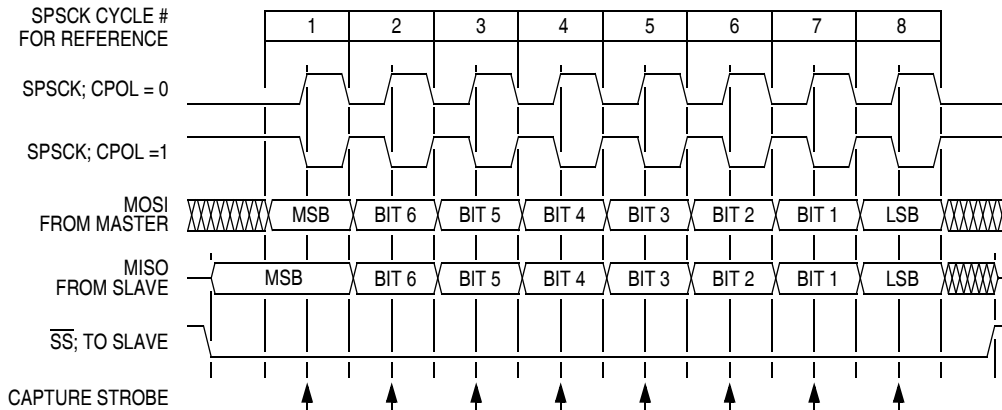 SPSCK CYCLE #
FOR REFERENCE
1 2 3 4 5 6 7 8
SPSCK; CPOL = 0
SPSCK; CPOL =1
MOSI
FROM MASTER
MSB BIT 6 BIT 5 BIT 4 BIT 3 BIT 2 BIT 1 LSB
MISO
FROM SLAVE
MSB BIT 6 BIT 5 BIT 4 BIT 3 BIT 2 BIT 1 LSB
SS; TO SLAVE
CAPTURE STROBE